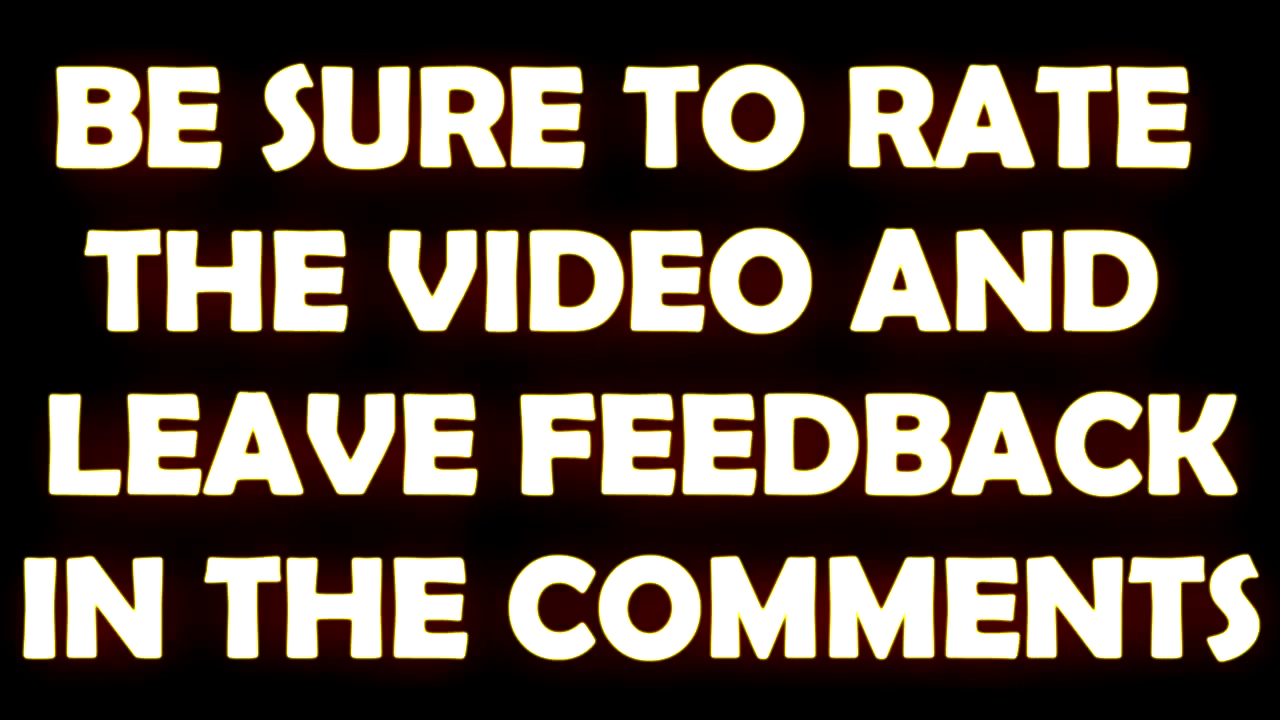 BE SURE TO RATE
THE VIDEO AND
LEAVE FEEDBACK
IN THE COMMENTS